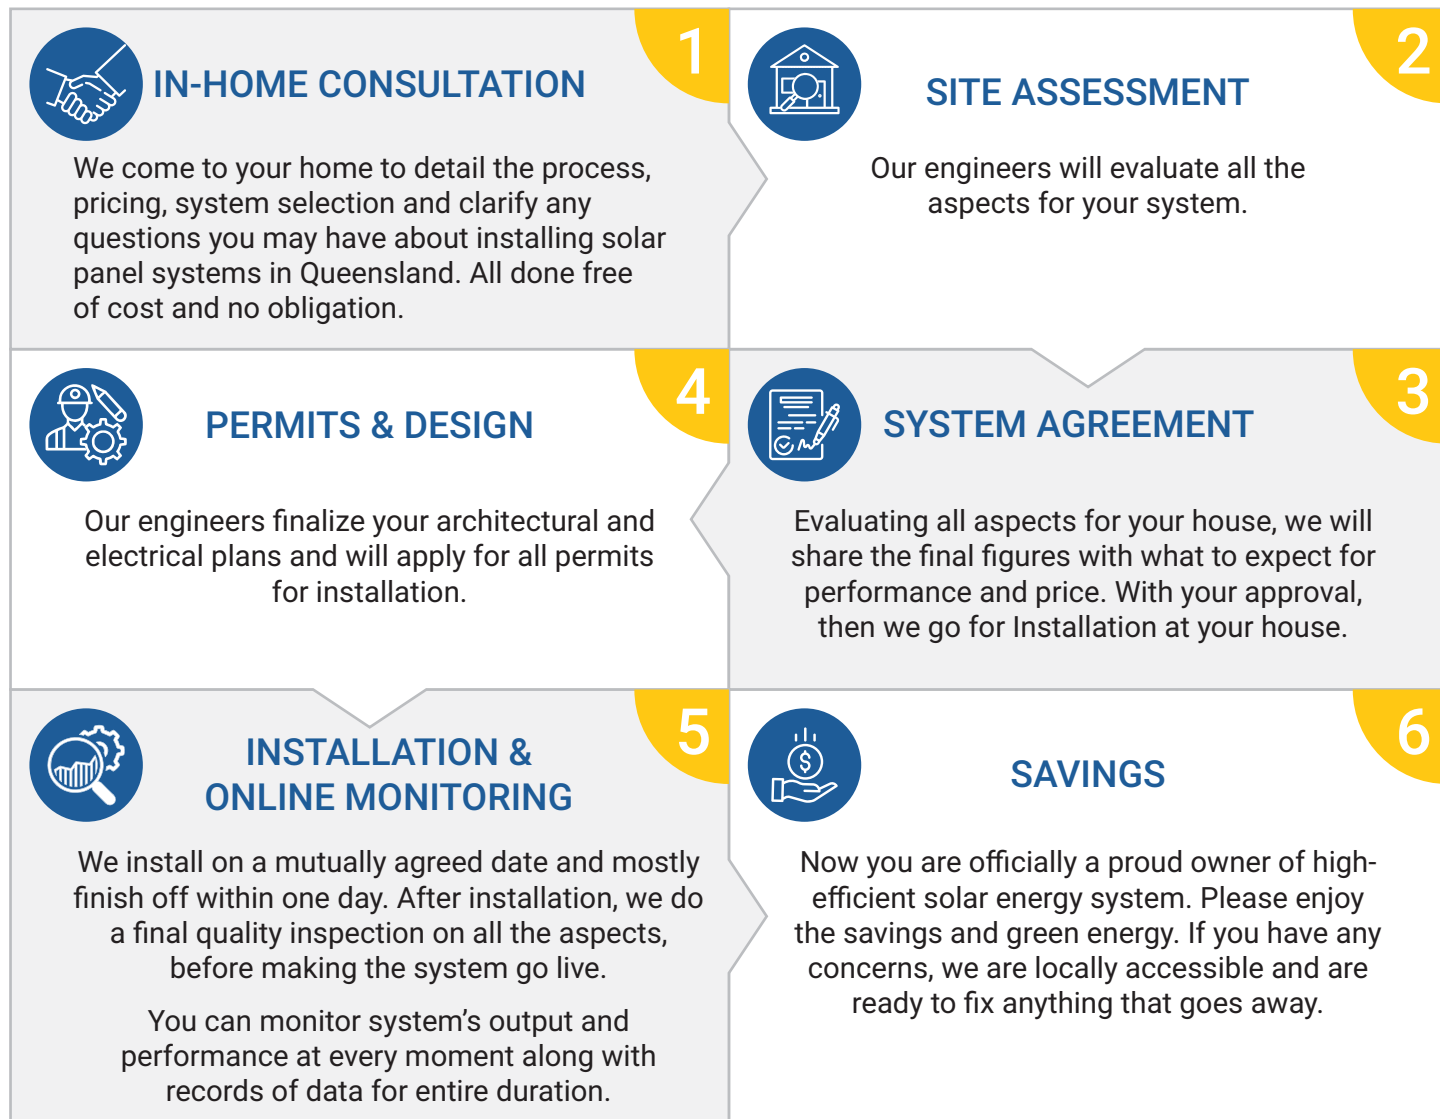 1
IN-HOME CONSULTATION
We come to your home to detail the process,
pricing, system selection and clarify any
questions you may have about installing solar
panel systems in Queensland. All done free
of cost and no obligation.
2
SITE ASSESSMENT
Our engineers will evaluate all the
aspects for your system.
3
SYSTEM AGREEMENT
Evaluating all aspects for your house, we will
share the final figures with what to expect for
performance and price. With your approval,
then we go for Installation at your house.
4
PERMITS & DESIGN
Our engineers finalize your architectural and
electrical plans and will apply for all permits
for installation.
5
INSTALLATION &
ONLINE MONITORING
We install on a mutually agreed date and mostly
finish off within one day. After installation, we do
a final quality inspection on all the aspects,
before making the system go live.
You can monitor system’s output and
performance at every moment along with
records of data for entire duration.
6
$
SAVINGS
Now you are officially a proud owner of high-
efficient solar energy system. Please enjoy
the savings and green energy. If you have any
concerns, we are locally accessible and are
ready to fix anything that goes away.